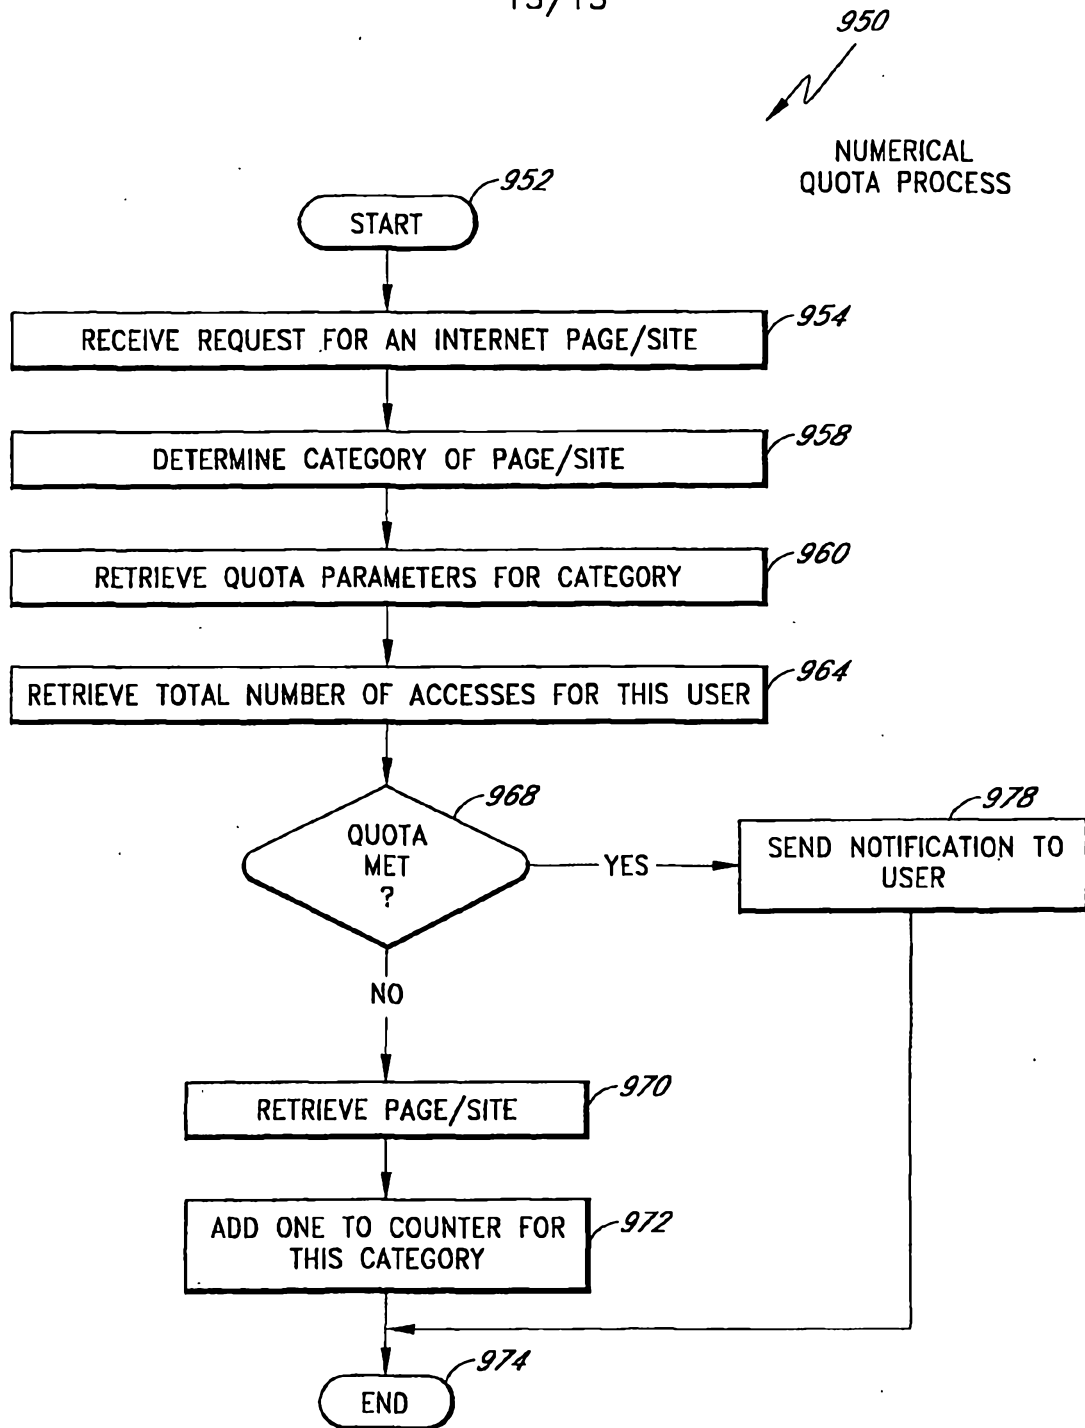 950
NUMERICAL
QUOTA PROCESS
952
START
954
RECEIVE REQUEST FOR AN INTERNET PAGE/SITE
958
DETERMINE CATEGORY OF PAGE/SITE
960
RETRIEVE QUOTA PARAMETERS FOR CATEGORY
964
RETRIEVE TOTAL NUMBER OF ACCESSES FOR THIS USER
968
QUOTA
MET
?
YES
978
SEND NOTIFICATION TO
USER
NO
970
RETRIEVE PAGE/SITE
972
ADD ONE TO COUNTER FOR
THIS CATEGORY
974
END